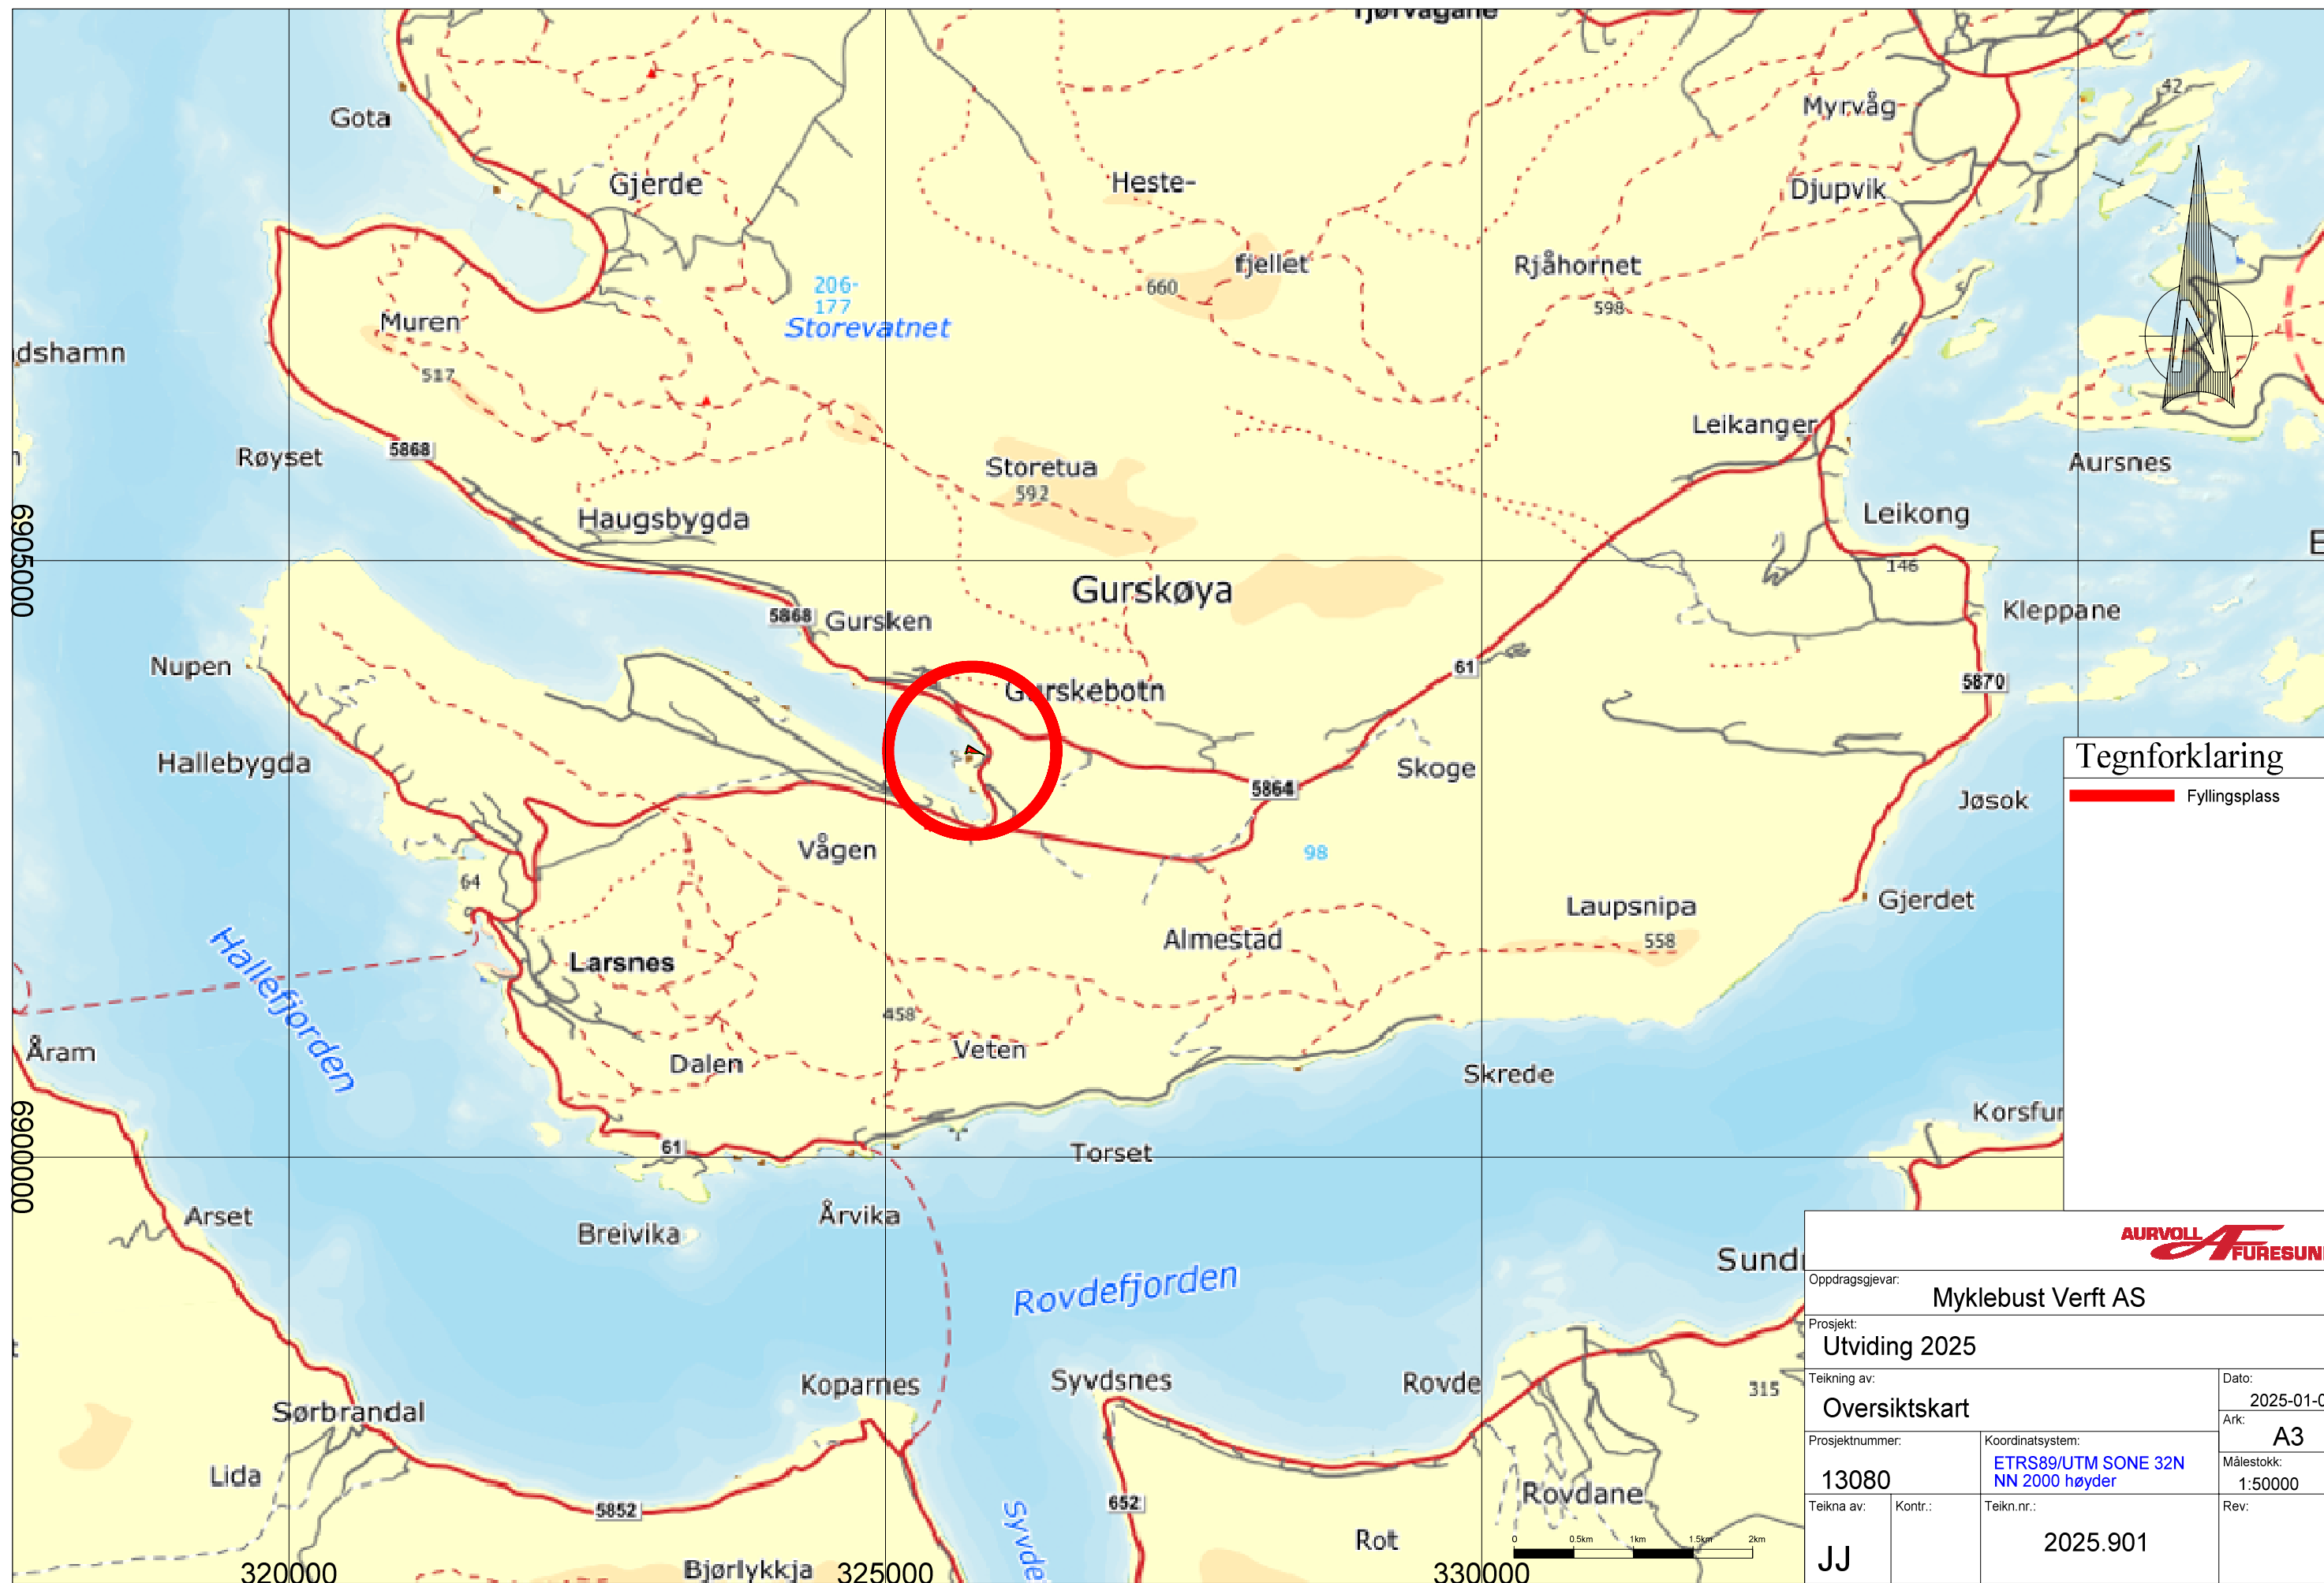 Gota
Myrvåg
42
Gjerde
Heste-
Djupvik
fjellet
Rjåhornet
660
598
206-
177
Storevatnet
Muren
517
dshamn
N
Leikanger
Røyset
5868
Storetua
592
Aursnes
Haugsbygda
Leikong
6905000
146
Gurskøya
5868
Gursken
Kleppane
Nupen
61
Gurskebotn
5870
Hallebygda
Skoge
5864
Jøsok
Vågen
98
64
Laupsnipa
Gjerdet
558
Almestad
Larsnes
Hallefjorden
458
Åram
Veten
Dalen
Skrede
6900000
61
Torset
Arset
Årvika
Breivika
Rovdefjorden
Koparnes
Syvdsnes
Rovde
315
Sørbrandal
Lida
5852
652
Rovdane
Rot
Bjørlykkja
320000
325000
330000
0 0.5km 1km 1.5km 2km
Tegnforklaring
Fyllingsplass
AURVOLL
Oppdragsgjevar:
Myklebust Verft AS
Prosjekt:
Utviding 2025
Teikning av:
Oversiktskart
Dato:
Ark:
A3
Prosjektnummer:
13080
Koordinatsystem:
ETRS89/UTM SONE 32N
NN 2000 høyder
Målestokk:
1:50000
Teikna av:
JJ
Kontr.:
Teikn.nr.:
2025.901
Rev: